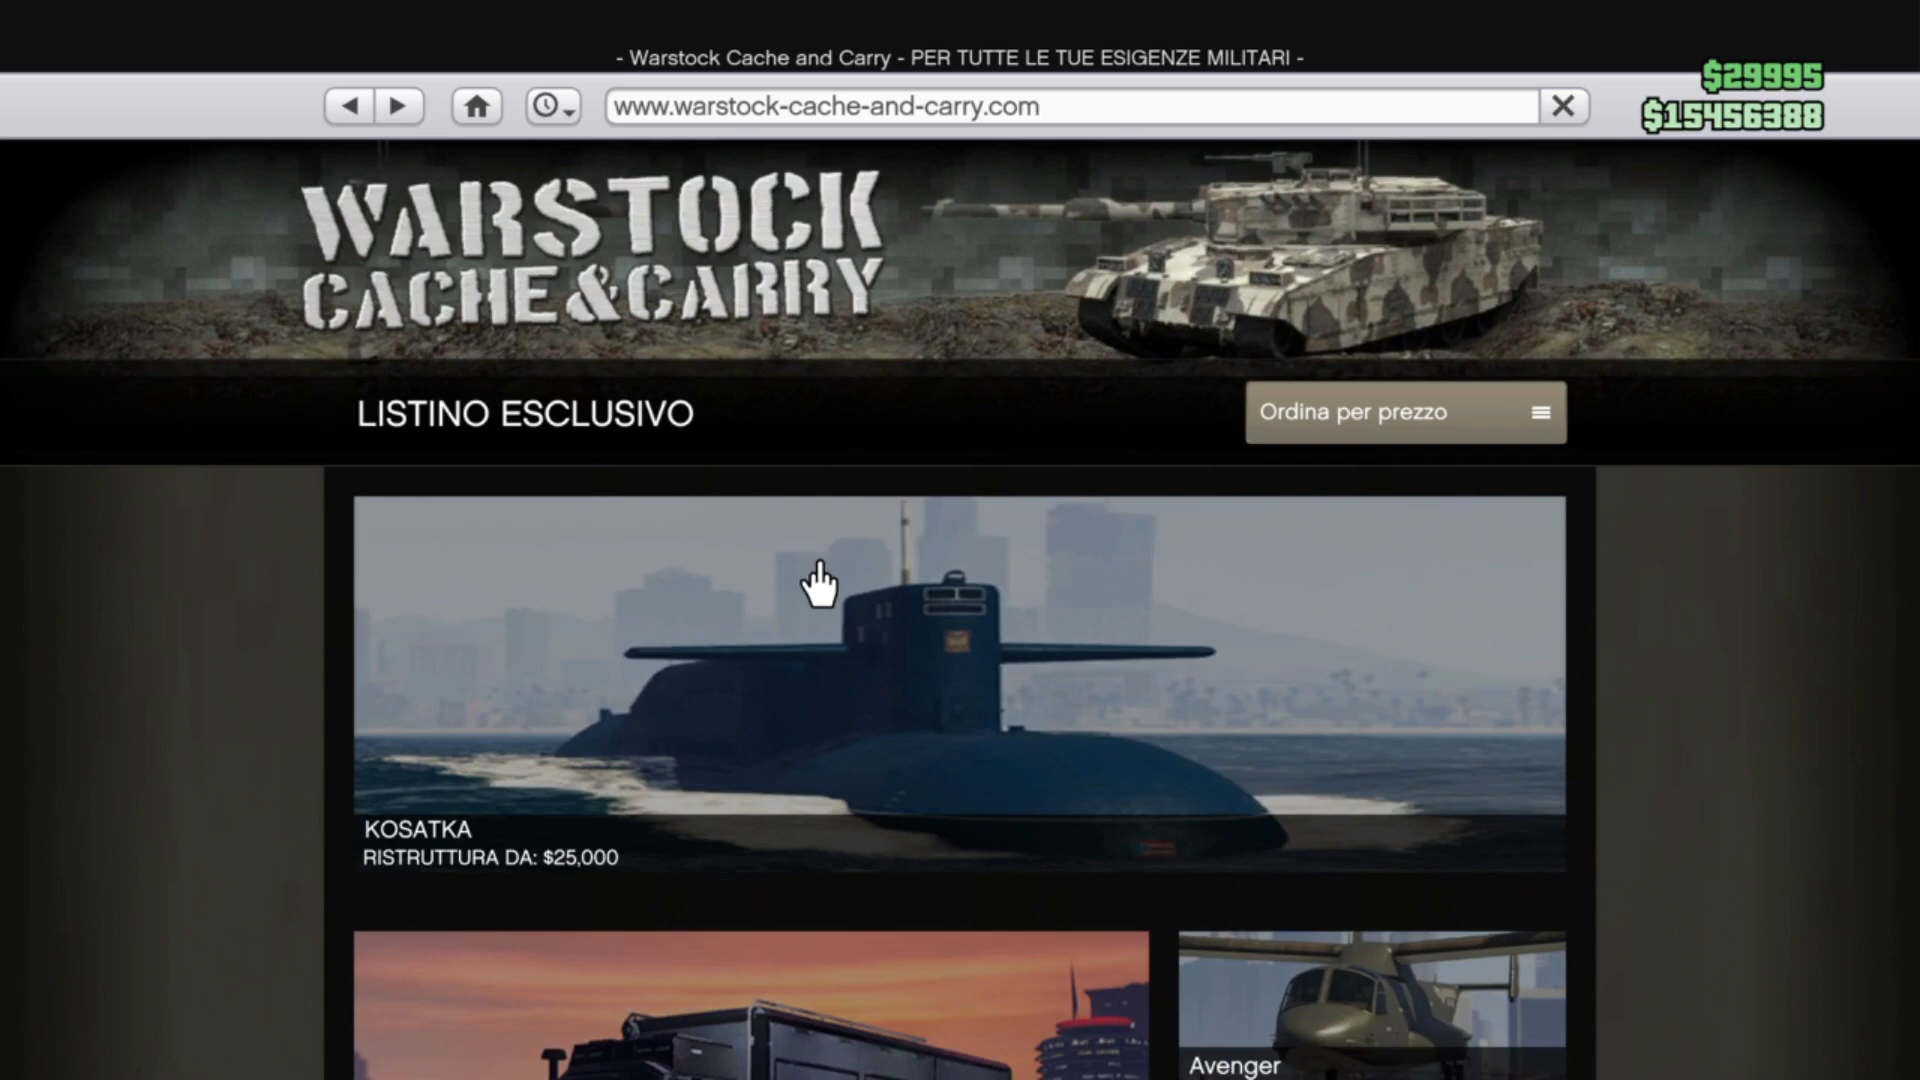 - Warstock Cache and Carry - PER TUTTE LE TUE ESIGENZE MILITARI -
$29995
www.warstock-cache-and-carry.com
$15456388
WARSTOCK
CACHE&CARRY
LISTINO ESCLUSIVO
Ordina per prezzo
KOSATKA
RISTRUTTURA DA: $25,000
Avenger